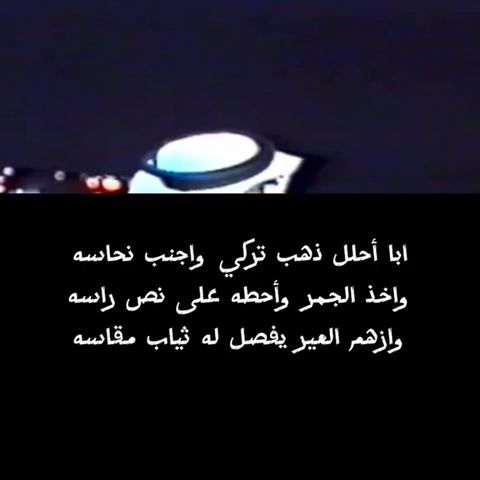 ابا أحلل ذهب تركي واجنب نحاسه
واخذ الجمر وأحطه على نص راسه
وازهم العير يفصل له ثياب مقاسه